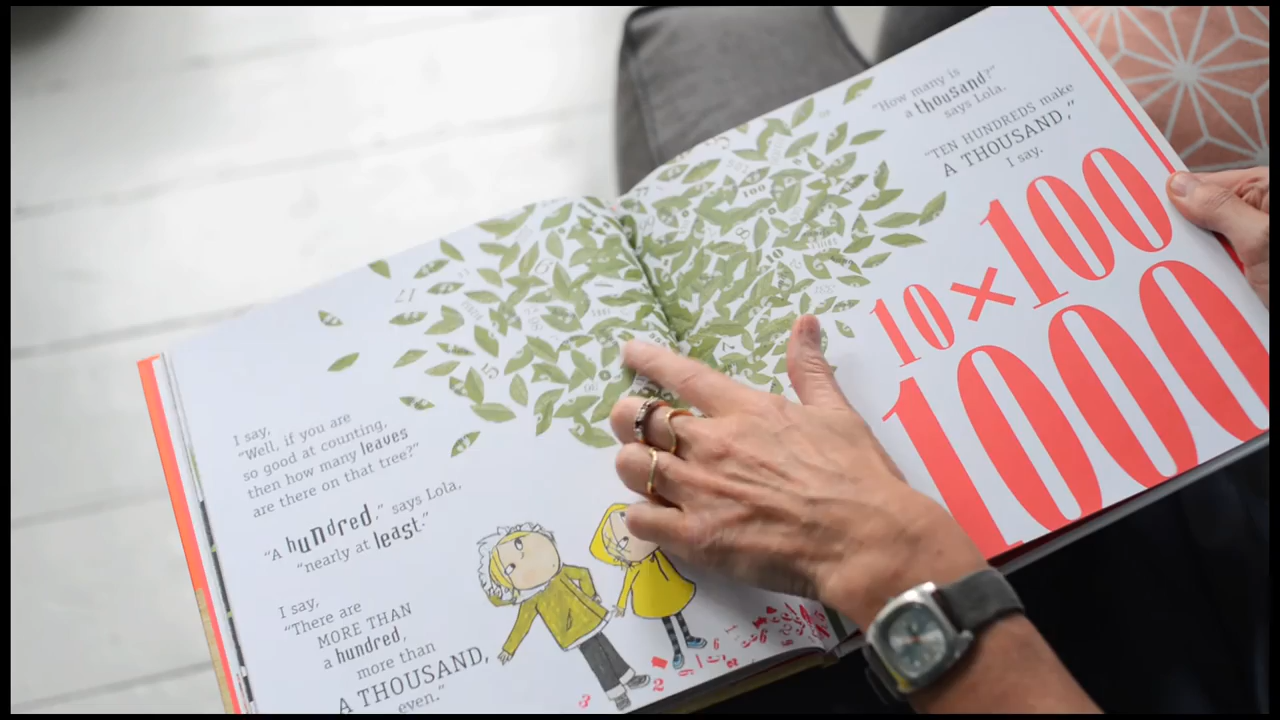 I say,
"Well, if you are
so good at counting,
then how many leaves
are there on that tree?"
"A hundred," says Lola,
"nearly at least."
I say,
"There are
MORE THAN
a hundred,
more than
A THOUSAND,
even."
"How many is
a thousand?"
says Lola.
"TEN HUNDREDS make
A THOUSAND,"
I say.
10×100
1000